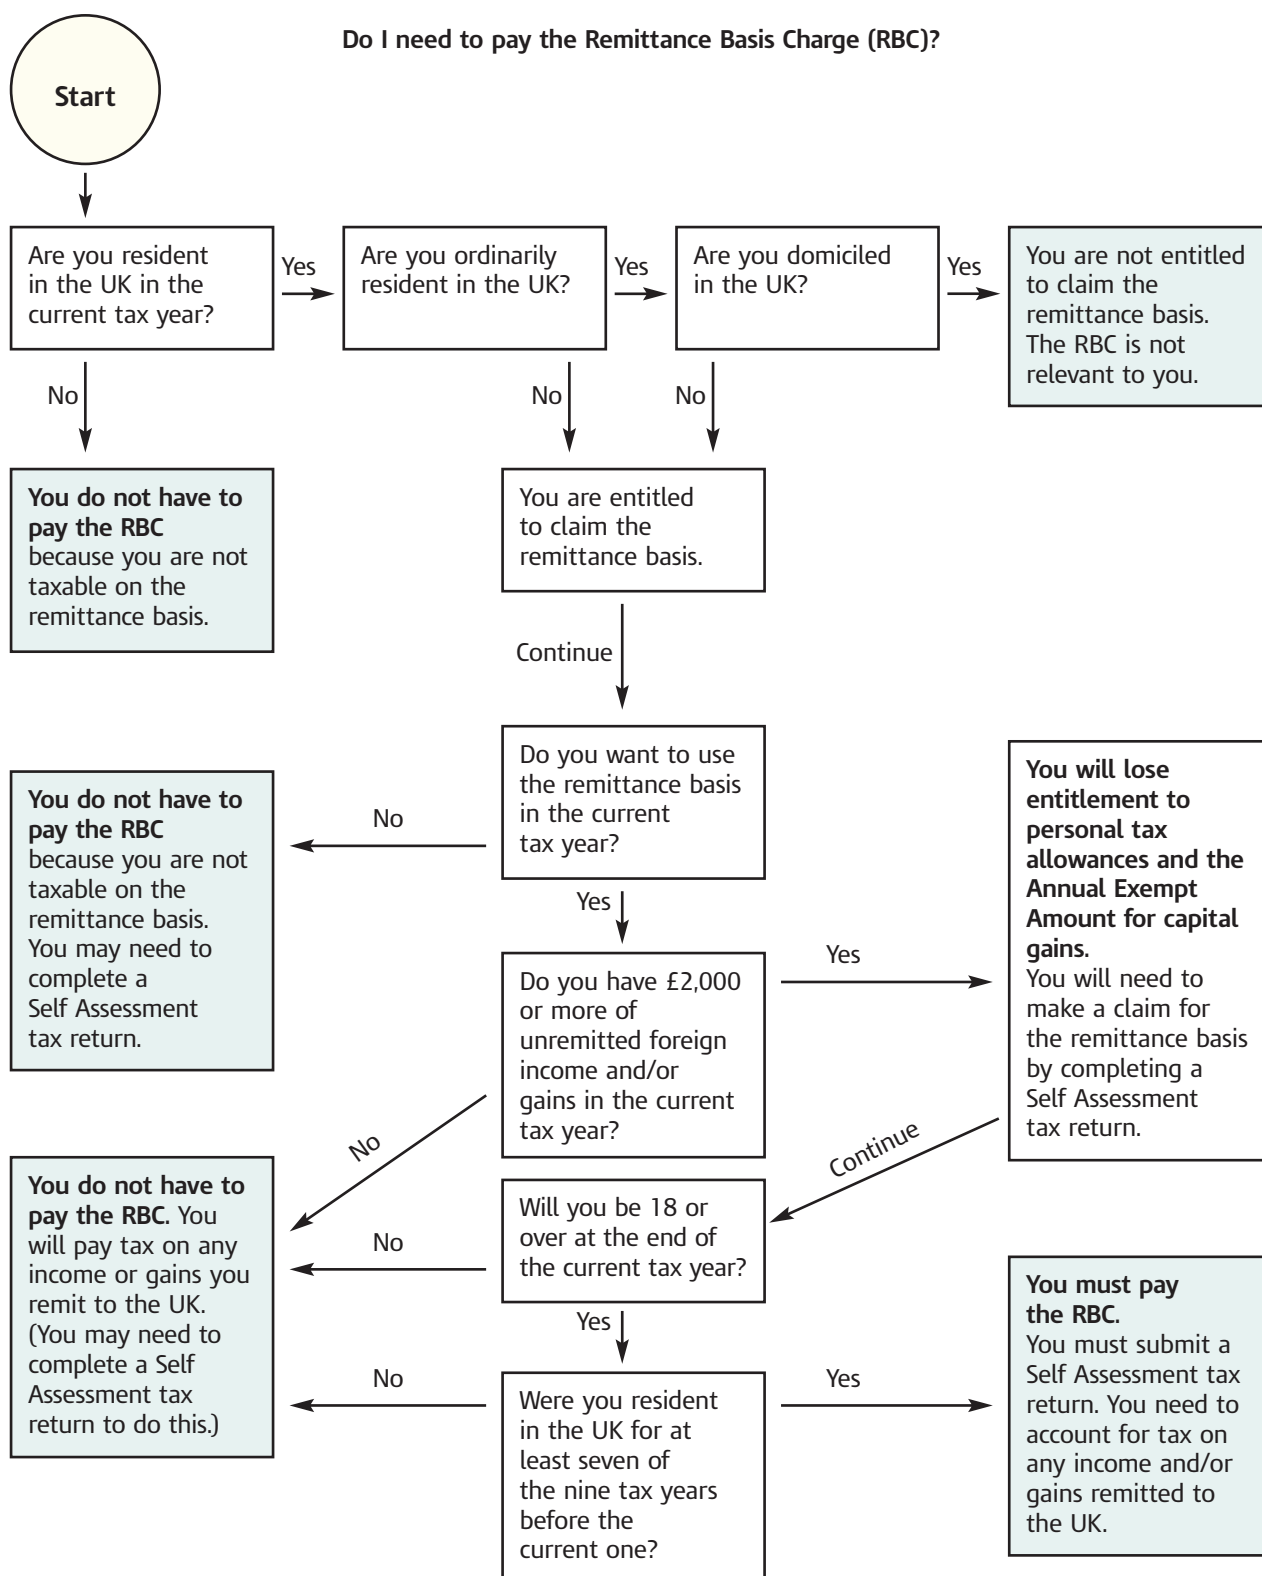 Do I need to pay the Remittance Basis Charge (RBC)?
Start
Are you resident
in the UK in the
current tax year?
Yes
Are you ordinarily
resident in the UK?
Yes
Are you domiciled
in the UK?
Yes
You are not entitled
to claim the
remittance basis.
The RBC is not
relevant to you.
No
No
No
You do not have to
pay the RBC
because you are not
taxable on the
remittance basis.
You are entitled
to claim the
remittance basis.
Continue
Do you want to use
the remittance basis
in the current
tax year?
No
You do not have to
pay the RBC
because you are not
taxable on the
remittance basis.
You may need to
complete a
Self Assessment
tax return.
Yes
Do you have £2,000
or more of
unremitted foreign
income and/or
gains in the current
tax year?
Yes
You will lose
entitlement to
personal tax
allowances and the
Annual Exempt
Amount for capital
gains.
You will need to
make a claim for
the remittance basis
by completing a
Self Assessment
tax return.
No
Continue
Will you be 18 or
over at the end of
the current tax year?
No
You do not have to
pay the RBC. You
will pay tax on any
income or gains you
remit to the UK.
(You may need to
complete a Self
Assessment tax
return to do this.)
Yes
Were you resident
in the UK for at
least seven of
the nine tax years
before the
current one?
No
Yes
You must pay
the RBC.
You must submit a
Self Assessment tax
return. You need to
account for tax on
any income and/or
gains remitted to
the UK.